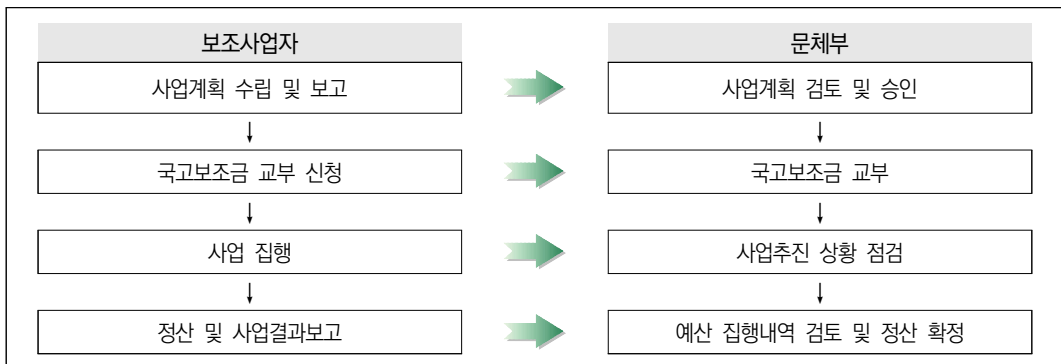 보조사업자
문체부
사업계획 수립 및 보고
사업계획 검토 및 승인
국고보조금 교부 신청
국고보조금 교부
사업 집행
사업추진 상황 점검
정산 및 사업결과보고
예산 집행내역 검토 및 정산 확정